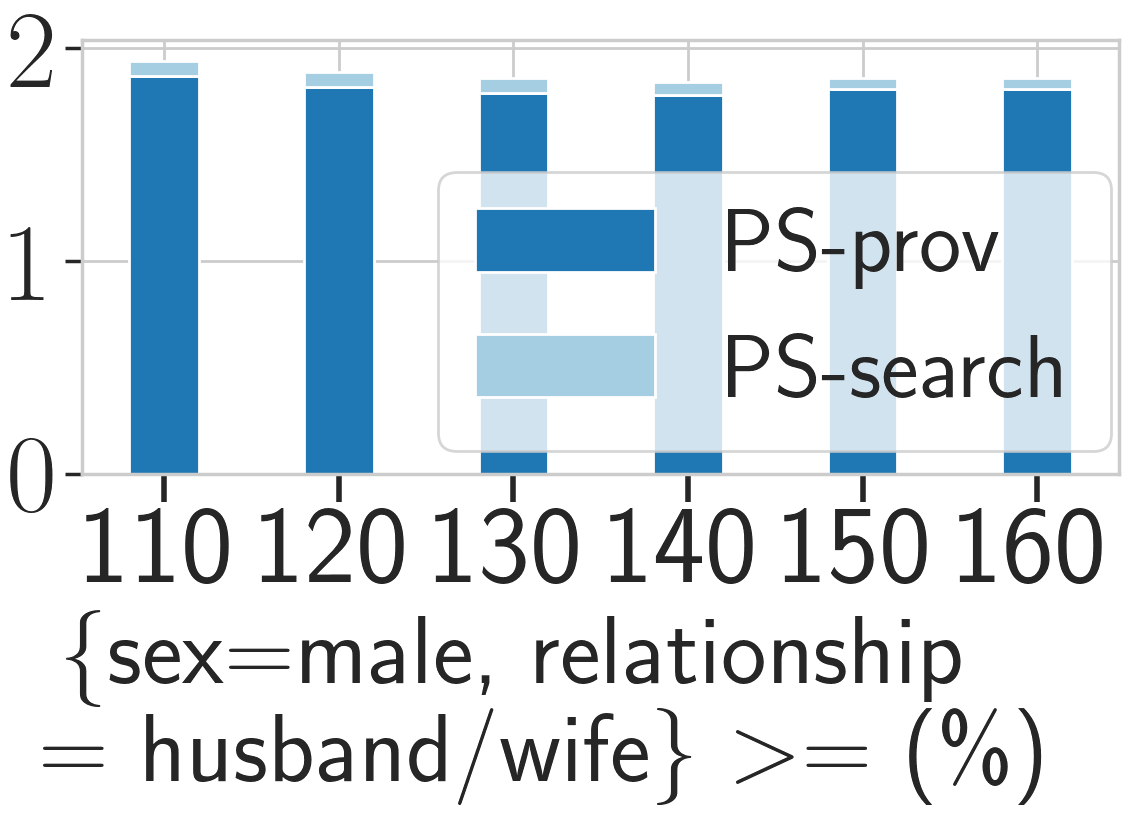 2
1
0
PS-prov
PS-search
110 120 130 140 150 160
{sex=male, relationship
= husband/wife} >= (%)